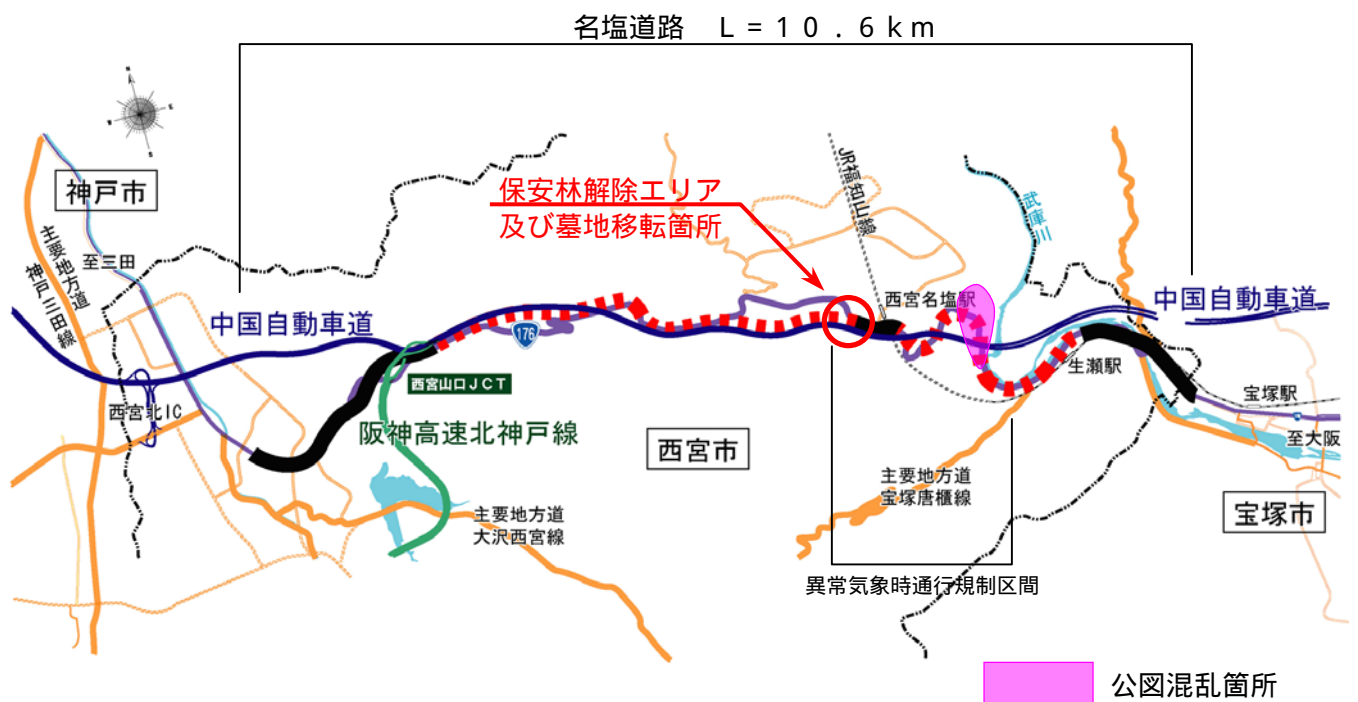 名塩道路 L=10.6km
N
E
W
S
神戸市
主要地方道
神戸三田線
至三田
中国自動車道
西宮北IC
保安林解除エリア
及び墓地移転箇所
JR福知山線
武庫川
西宮名塩駅
中国自動車道
176
西宮山口JCT
阪神高速北神戸線
西宮市
生瀬駅
宝塚駅
至大阪
主要地方道
宝塚唐櫃線
宝塚市
主要地方道
大沢西宮線
異常気象時通行規制区間
公図混乱箇所